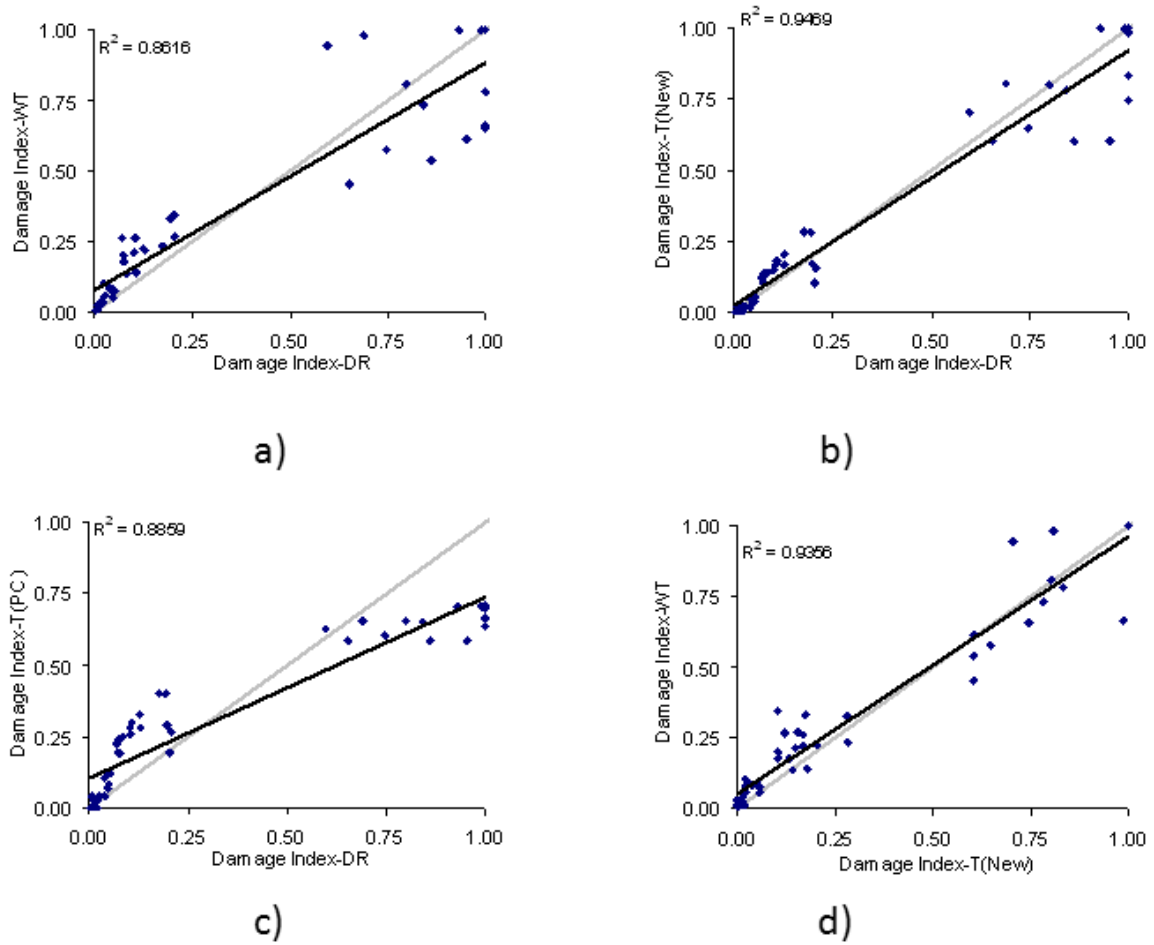 1.00
R² = 0.8616
0.75
0.50
0.25
0.00
Damage Index-WT
0.00 0.25 0.50 0.75 1.00
Damage Index-DR
a)
R² = 0.9469
1.00
0.75
0.50
0.25
0.00
Damage Index-T(New)
0.00 0.25 0.50 0.75 1.00
Damage Index-DR
b)
1.00
R² = 0.8859
0.75
0.50
0.25
0.00
Damage Index-T(PC)
0.00 0.25 0.50 0.75 1.00
Damage Index-DR
c)
1.00
R² = 0.9356
0.75
0.50
0.25
0.00
Damage Index-WT
0.00 0.25 0.50 0.75 1.00
Damage Index-T(New)
d)